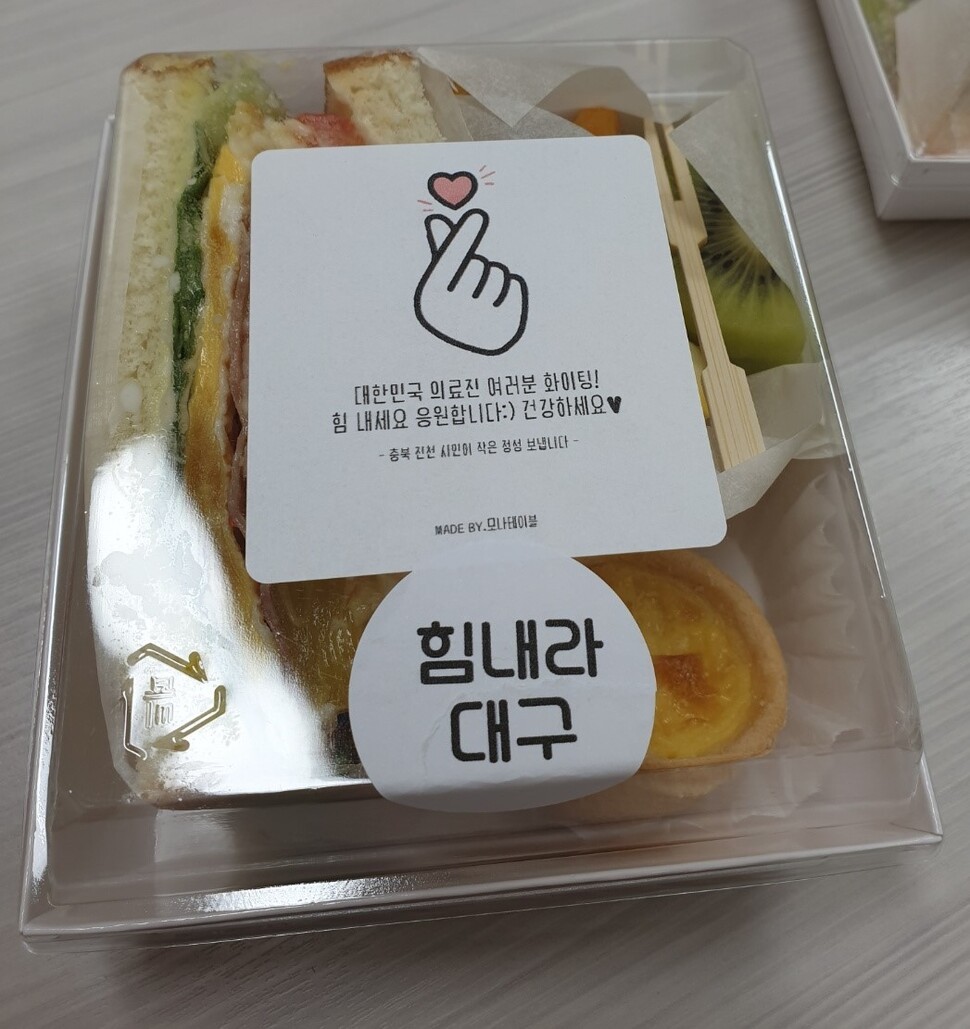 대한민국 의료진 여러분 화이팅!
힘 내세요 응원합니다:) 건강하세요♥
- 충북 진천 시민이 작은 정성 보냅니다 -
MADE BY.모나테이블
힘내라
대구